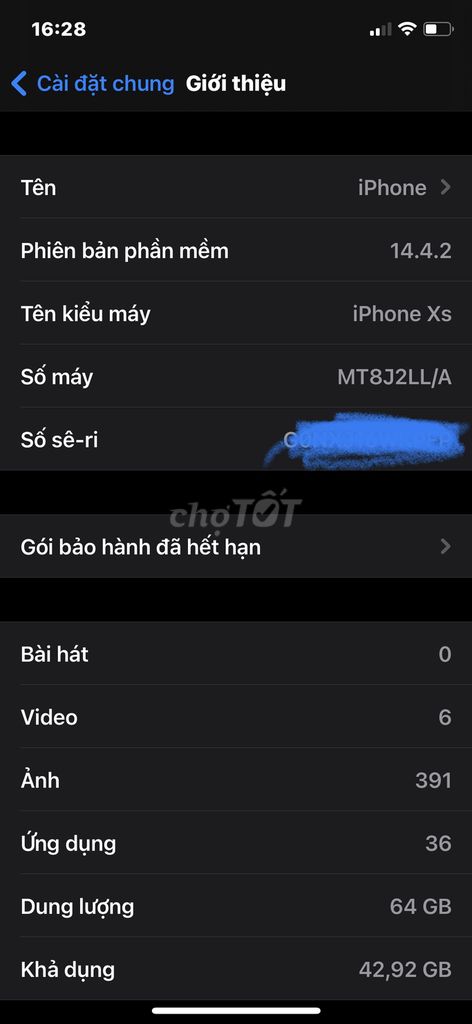 16:28
Cài đặt chung Giới thiệu
Tên iPhone
Phiên bản phần mềm 14.4.2
Tên kiểu máy iPhone Xs
Số máy MT8J2LL/A
Số sê-ri
chợTỐT
Gói bảo hành đã hết hạn
Bài hát 0
Video 6
Ảnh 391
Ứng dụng 36
Dung lượng 64 GB
Khả dụng 42,92 GB